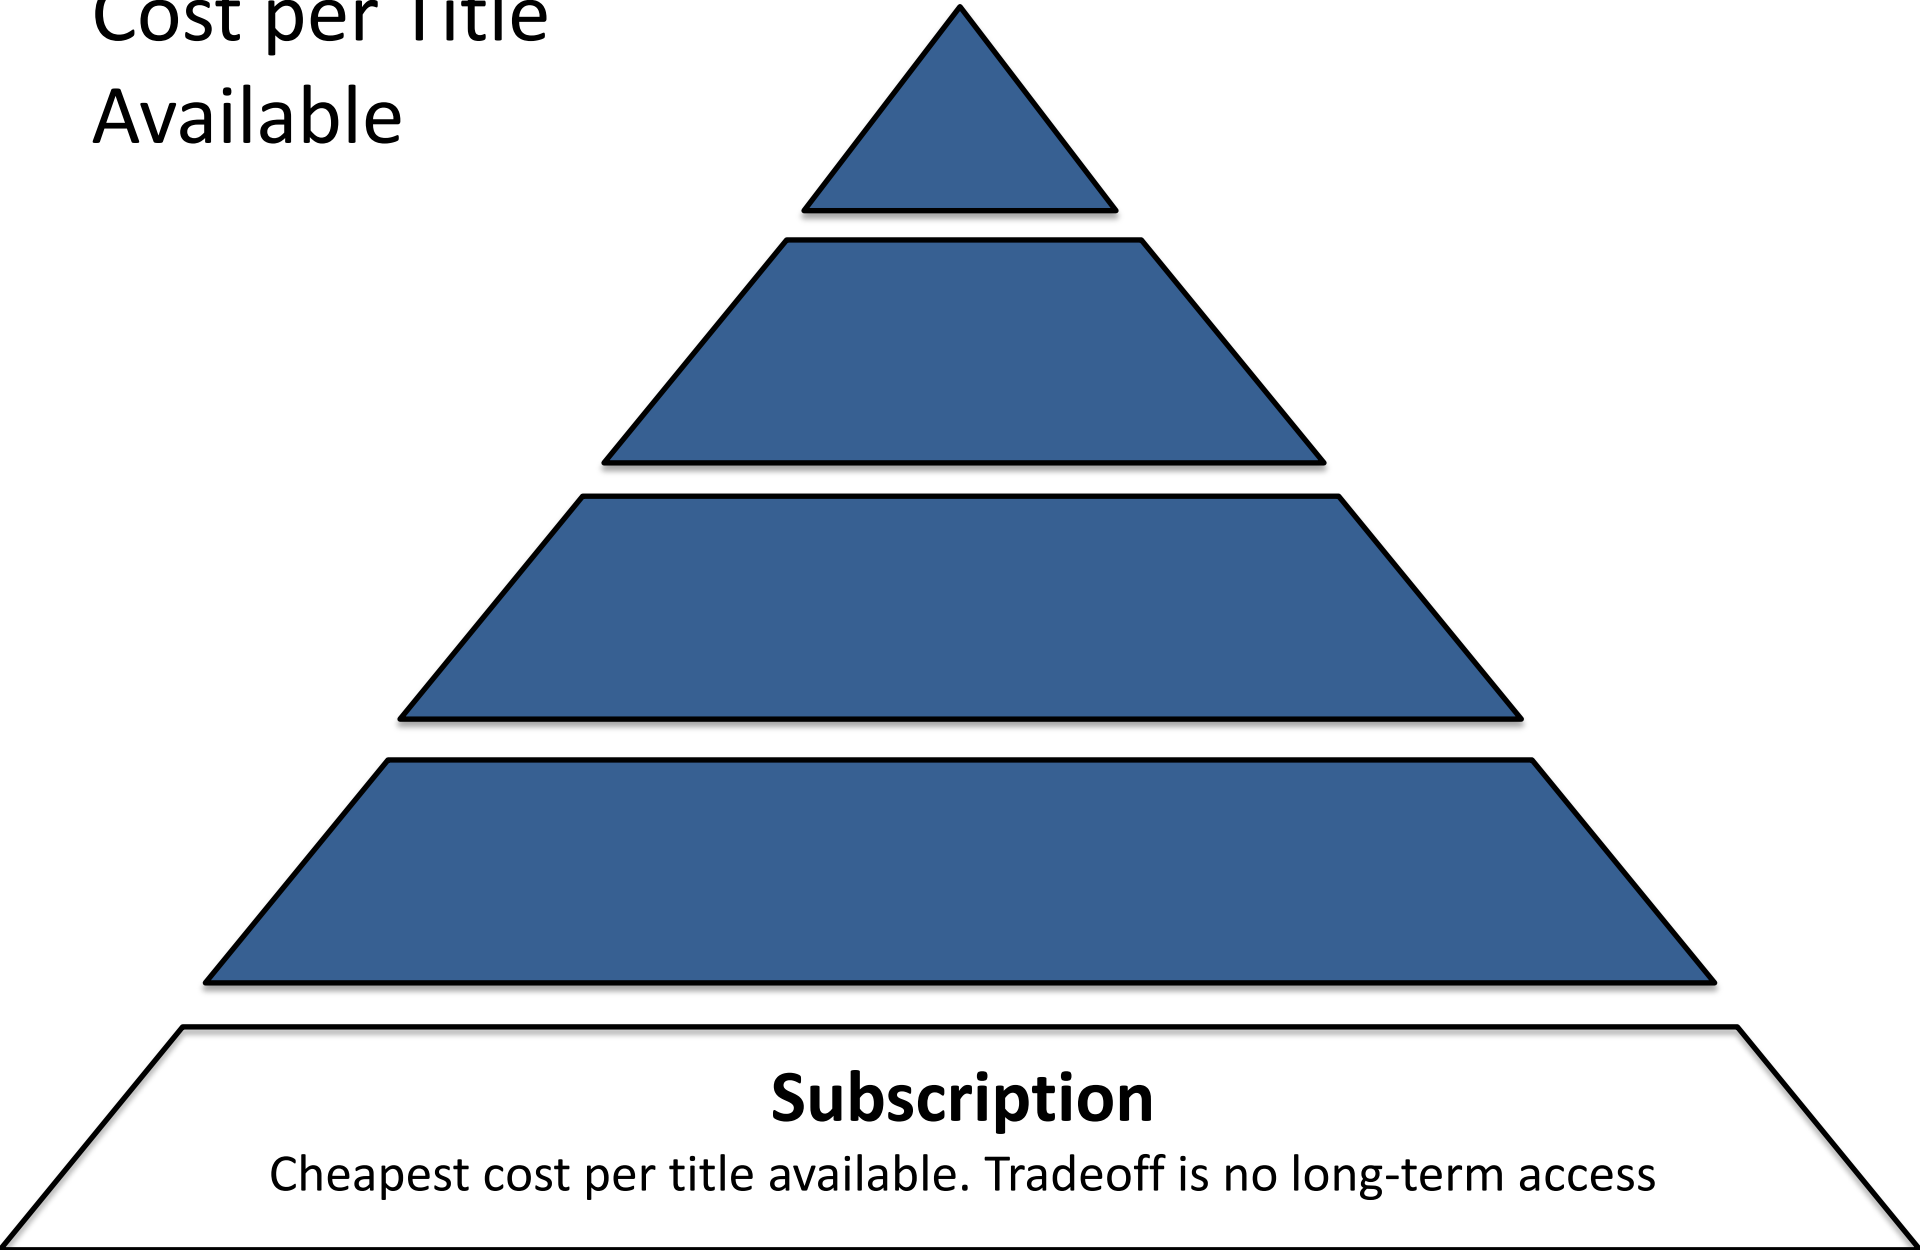 Cost per Title
Available
Subscription
Cheapest cost per title available. Tradeoff is no long-term access